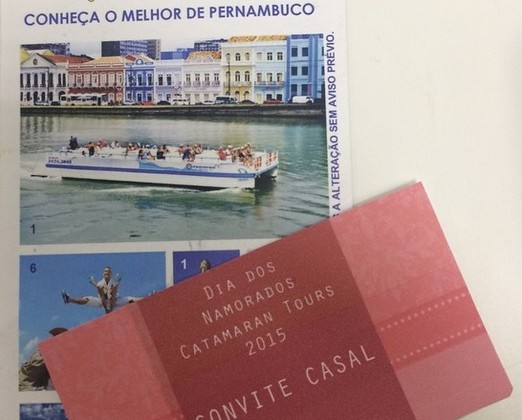 CONHEÇA O MELHOR DE PERNAMBUCO
A ALTERAÇÃO SEM AVISO PRÉVIO.
1
6
1
DIA DOS
NAMORADOS
CATAMARAN TOURS
2015
CONVITE CASAL